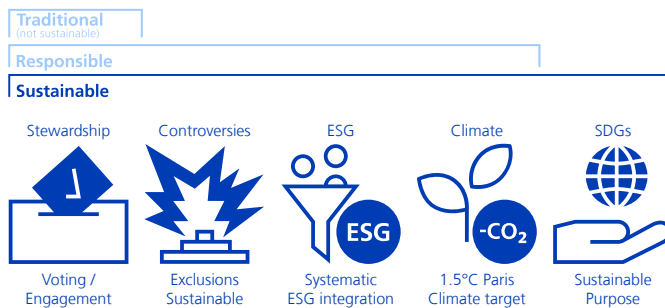 Traditional
(not sustainable)
Responsible
Sustainable
Stewardship
Controversies
ESG
Climate
SDGs
ESG
-CO₂
Voting /
Engagement
Exclusions
Sustainable
Systematic
ESG integration
1.5°C Paris
Climate target
Sustainable
Purpose